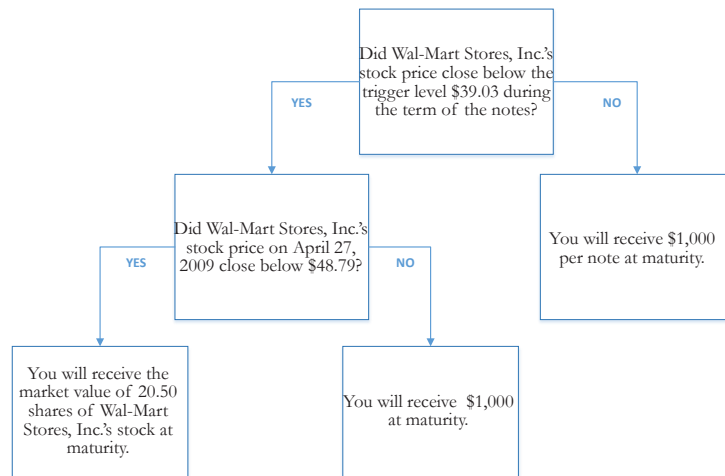 Did Wal-Mart Stores, Inc.'s
stock price close below the
trigger level $39.03 during
the term of the notes?
YES
NO
Did Wal-Mart Stores, Inc.'s
stock price on April 27,
2009 close below $48.79?
You will receive $1,000
per note at maturity.
YES
NO
You will receive the
market value of 20.50
shares of Wal-Mart
Stores, Inc.'s stock at
maturity.
You will receive $1,000
at maturity.